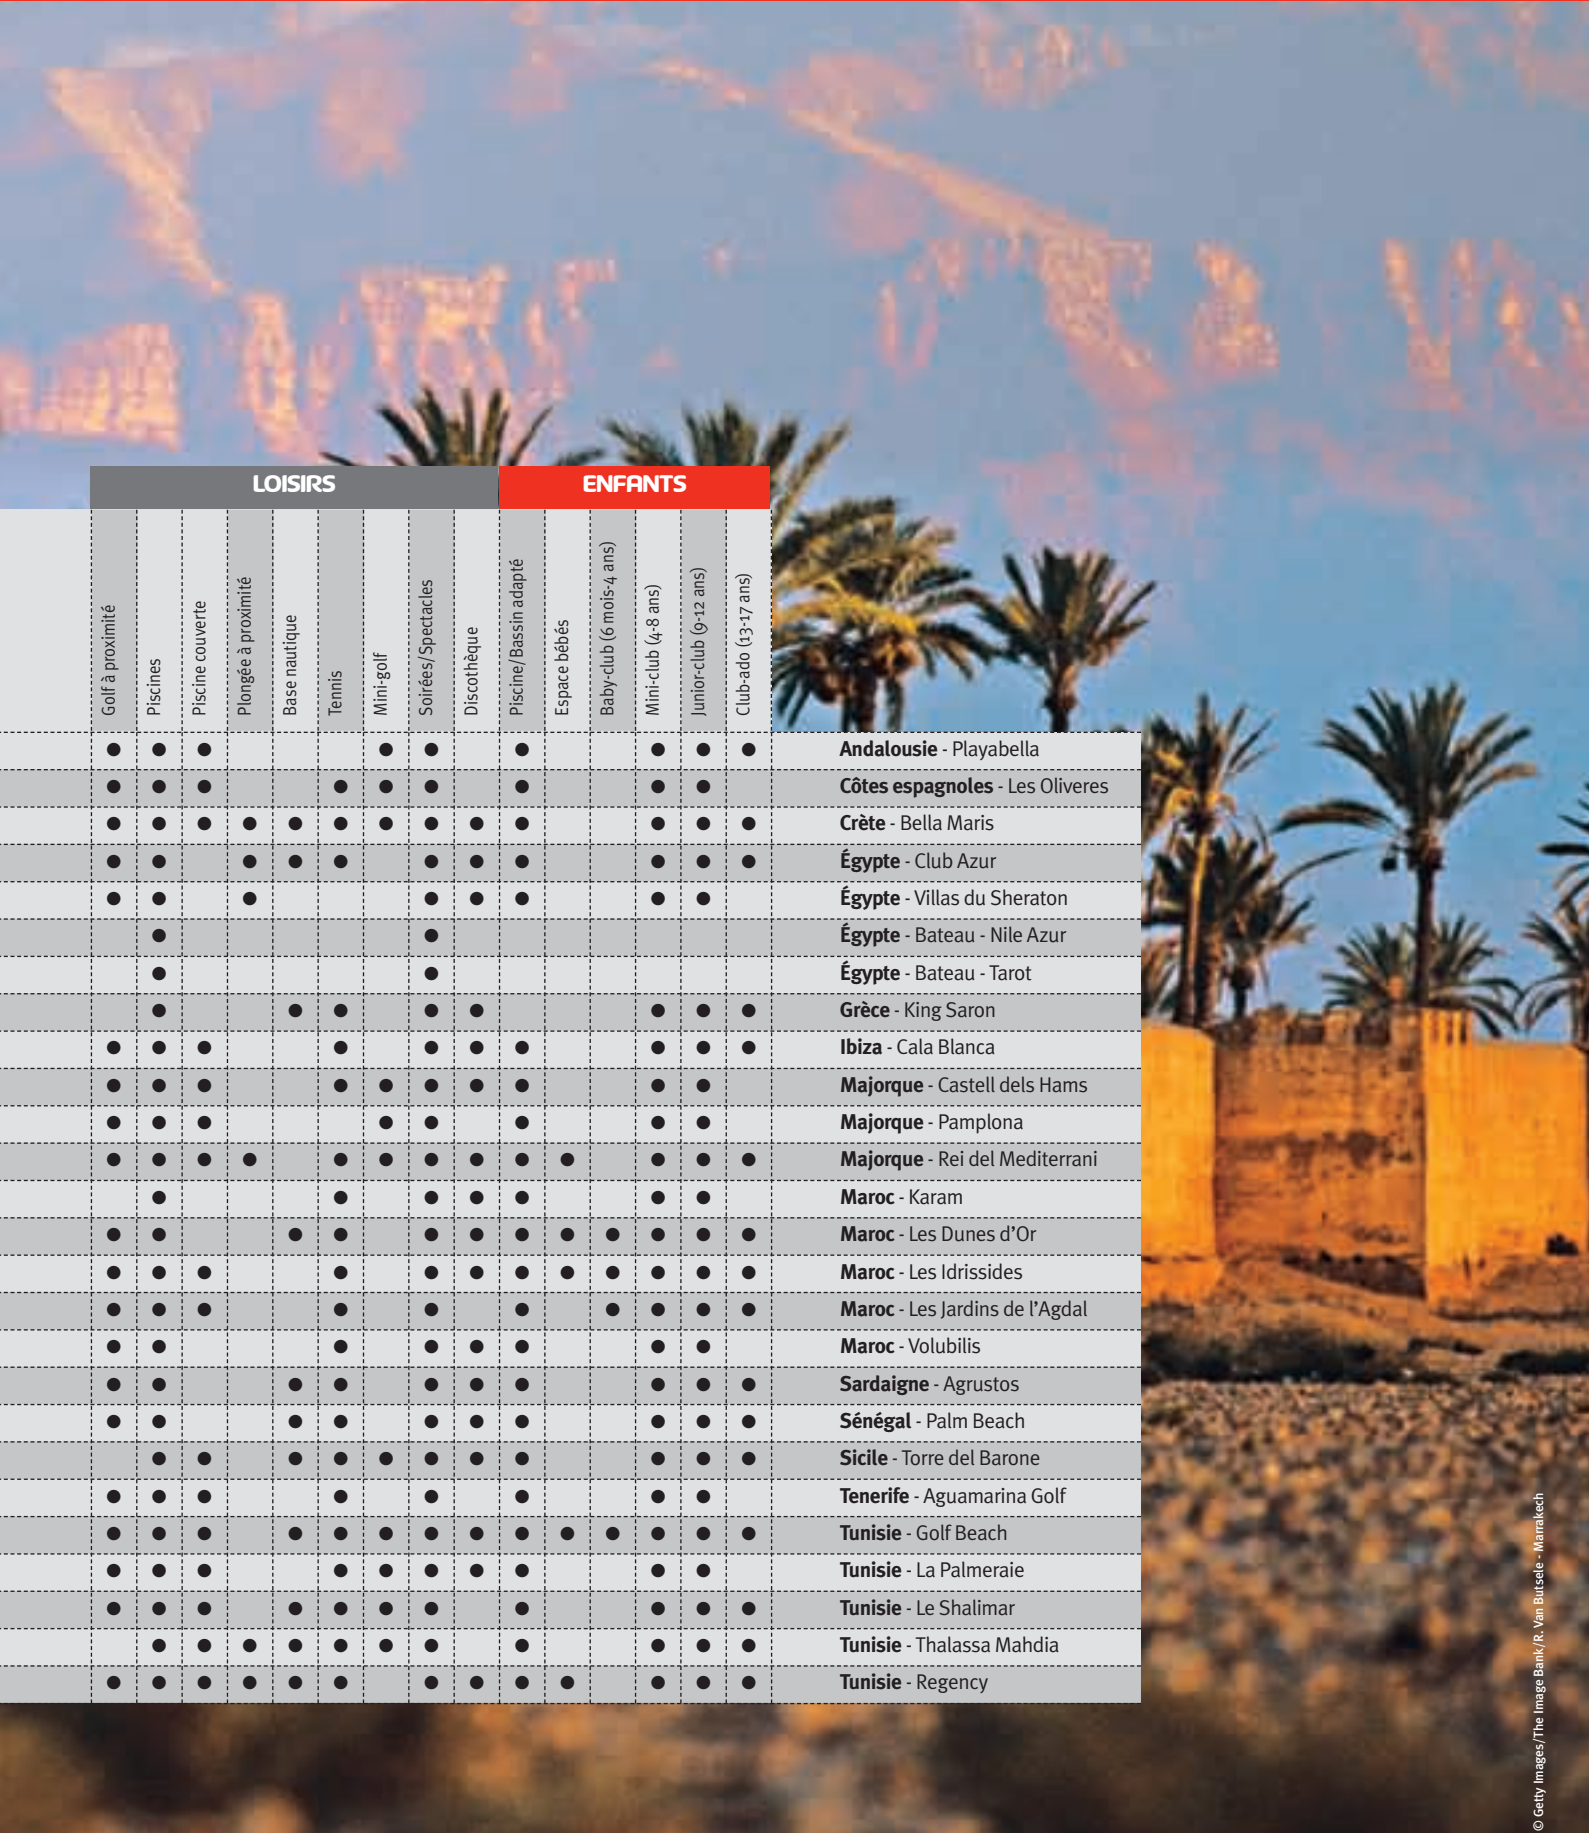 LOISIRS ENFANTS
Golf à proximité
Piscines
Piscine couverte
Plongée à proximité
Base nautique
Tennis
Mini-golf
Soirées/Spectacles
Discothèque
Piscine/Bassin adapté
Espace bébés
Baby-club (6 mois-4 ans)
Mini-club (4-8 ans)
Junior-club (9-12 ans)
Club-ado (13-17 ans)
● ● ● ● ● ● ● ● ● Andalousie - Playabella
● ● ● ● ● ● ● ● ● Côtes espagnoles - Les Oliveres
● ● ● ● ● ● ● ● ● ● ● ● ● Crète - Bella Maris
● ● ● ● ● ● ● ● ● ● ● Égypte - Club Azur
● ● ● ● ● ● ● ● Égypte - Villas du Sheraton
● ● Égypte - Bateau - Nile Azur
● ● Égypte - Bateau - Tarot
● ● ● ● ● ● ● ● Grèce - King Saron
● ● ● ● ● ● ● ● ● ● Ibiza - Cala Blanca
● ● ● ● ● ● ● ● ● ● Majorque - Castell dels Hams
● ● ● ● ● ● ● ● Majorque - Pamplona
● ● ● ● ● ● ● ● ● ● ● ● ● Majorque - Rei del Mediterrani
● ● ● ● ● ● ● Maroc - Karam
● ● ● ● ● ● ● ● ● ● ● ● Maroc - Les Dunes d’Or
● ● ● ● ● ● ● ● ● ● ● ● Maroc - Les Idrissides
● ● ● ● ● ● ● ● ● ● Maroc - Les Jardins de l’Agdal
● ● ● ● ● ● ● ● Maroc - Volubilis
● ● ● ● ● ● ● ● ● ● Sardaigne - Agrustos
● ● ● ● ● ● ● ● ● ● Sénégal - Palm Beach
● ● ● ● ● ● ● ● ● ● ● Sicile - Torre del Barone
● ● ● ● ● ● ● ● Tenerife - Aguamarina Golf
● ● ● ● ● ● ● ● ● ● ● ● ● ● Tunisie - Golf Beach
● ● ● ● ● ● ● ● ● ● Tunisie - La Palmeraie
● ● ● ● ● ● ● ● ● ● ● Tunisie - Le Shalimar
● ● ● ● ● ● ● ● ● ● ● Tunisie - Thalassa Mahdia
● ● ● ● ● ● ● ● ● ● ● ● ● Tunisie - Regency
© Getty Images/The Image Bank/R. Van Butsele - Marrakech